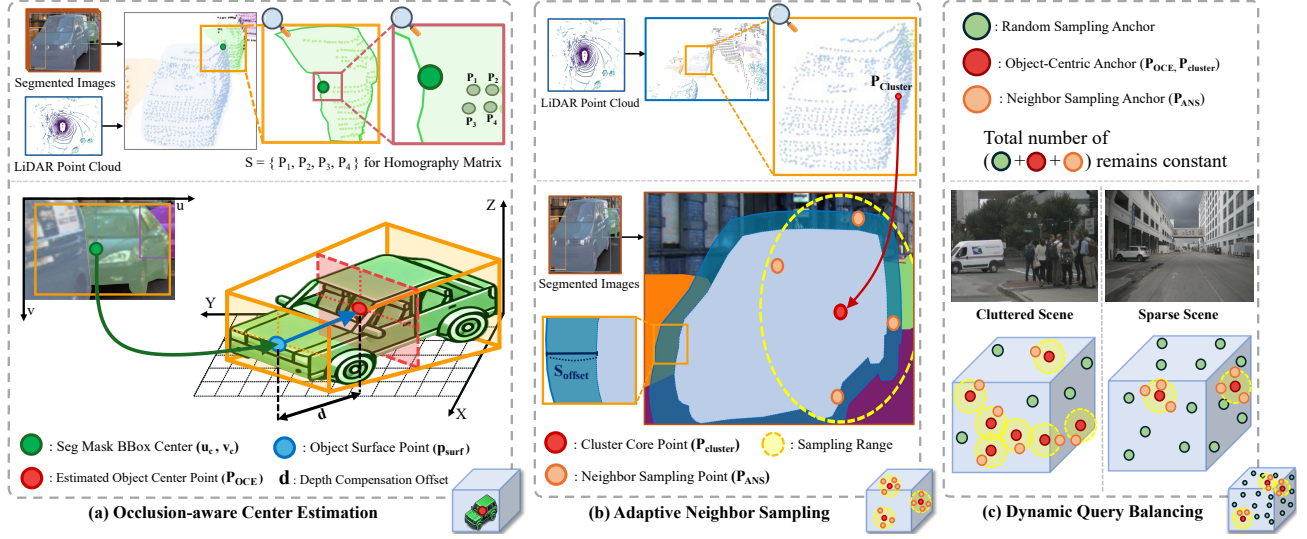 Segmented Images
LiDAR Point Cloud
P1
P2
P3
P4
S = { P1, P2, P3, P4 } for Homography Matrix
u
v
Z
Y
X
d
: Seg Mask BBox Center (uc , vc)
: Object Surface Point (psurf)
: Estimated Object Center Point (POCE)
d : Depth Compensation Offset
(a) Occlusion-aware Center Estimation
LiDAR Point Cloud
PCluster
Segmented Images
Soffset
: Cluster Core Point (Pcluster)
: Sampling Range
: Neighbor Sampling Point (PANS)
(b) Adaptive Neighbor Sampling
: Random Sampling Anchor
: Object-Centric Anchor (POCE, Pcluster)
: Neighbor Sampling Anchor (PANS)
Total number of
( + + ) remains constant
Cluttered Scene
Sparse Scene
(c) Dynamic Query Balancing